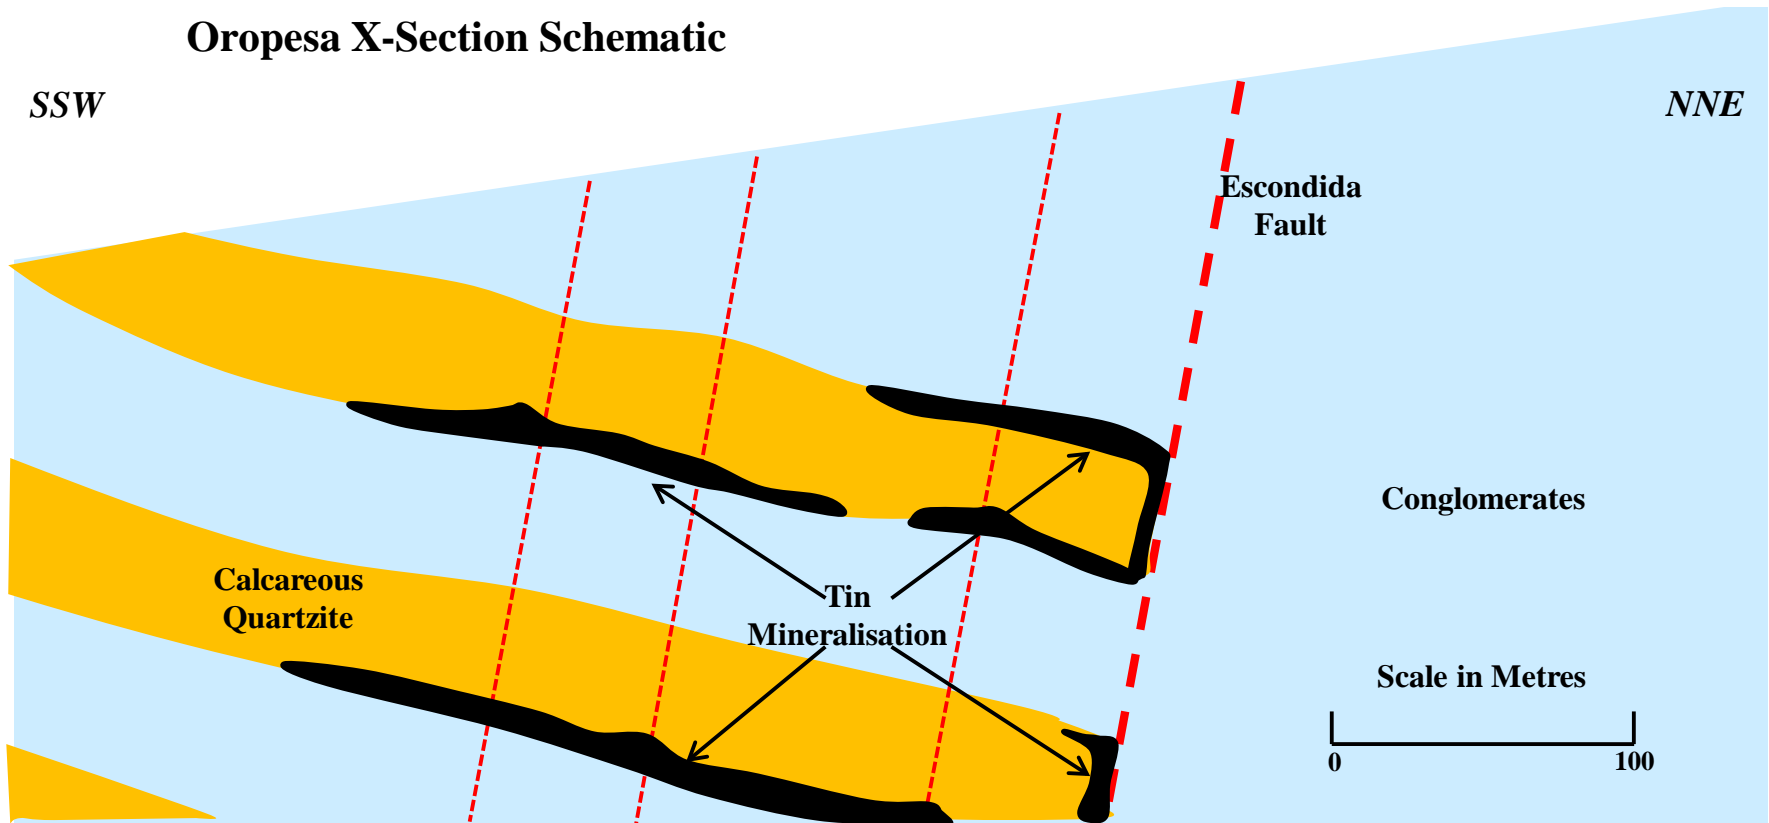 Oropesa X-Section Schematic
SSW
NNE
Escondida
Fault
Conglomerates
Calcareous
Quartzite
Tin
Mineralisation
Scale in Metres
0
100